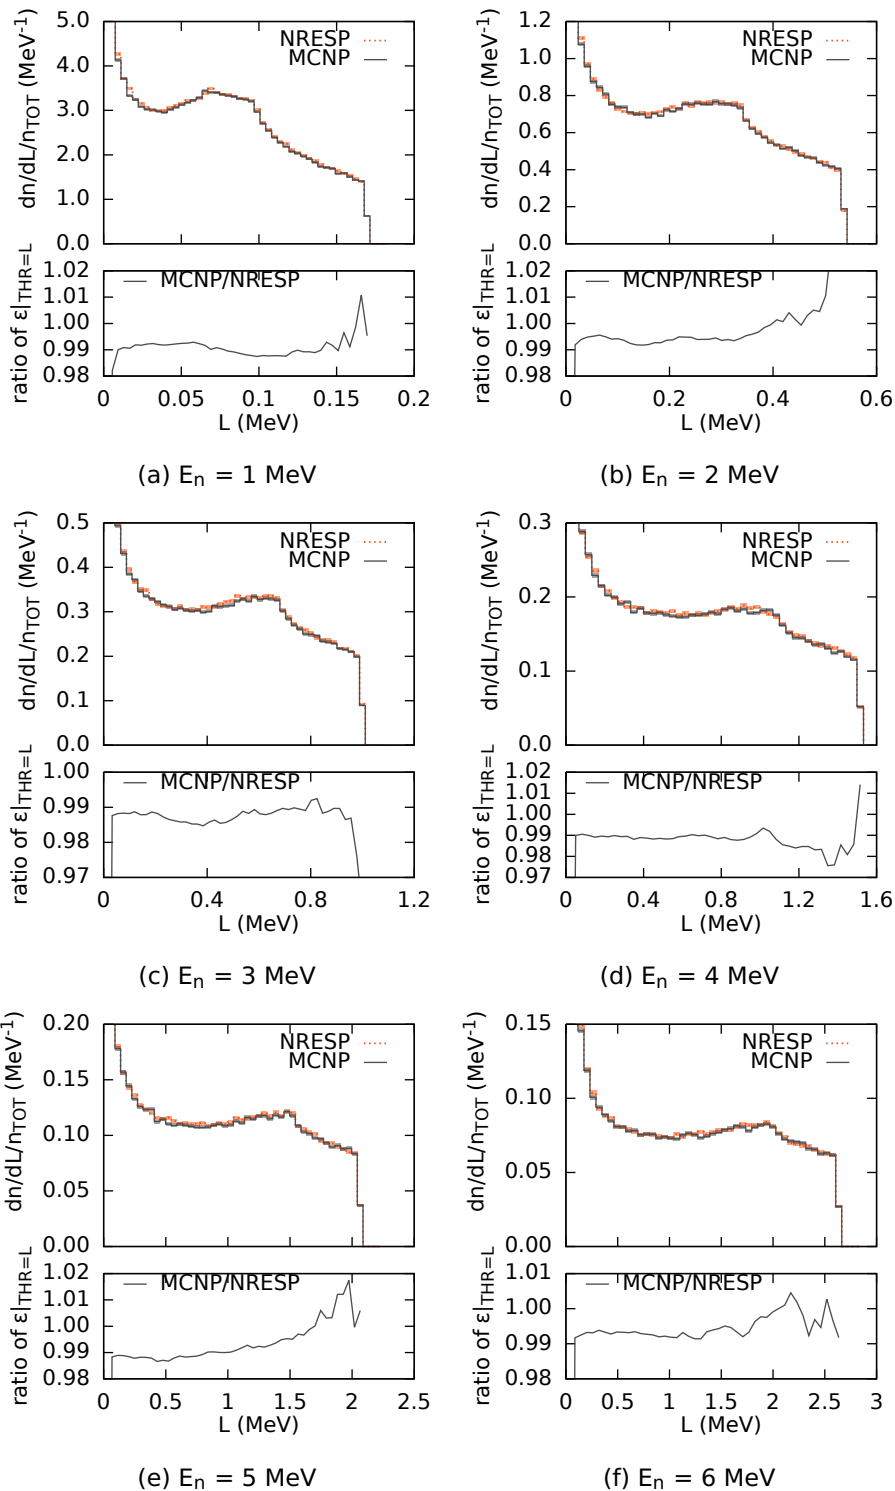 dn/dL/nTOT (MeV-1)
5.0
4.0
3.0
2.0
1.0
0.0
NRESP
MCNP
ratio of ε|THR=L
1.02
1.01
1.00
0.99
0.98
MCNP/NRESP
0 0.05 0.1 0.15 0.2
L (MeV)
(a) En = 1 MeV
dn/dL/nTOT (MeV-1)
1.2
1.0
0.8
0.6
0.4
0.2
0.0
NRESP
MCNP
ratio of ε|THR=L
1.02
1.01
1.00
0.99
0.98
MCNP/NRESP
0 0.2 0.4 0.6
L (MeV)
(b) En = 2 MeV
dn/dL/nTOT (MeV-1)
0.5
0.4
0.3
0.2
0.1
0.0
NRESP
MCNP
ratio of ε|THR=L
1.00
0.99
0.98
0.97
MCNP/NRESP
0 0.4 0.8 1.2
L (MeV)
(c) En = 3 MeV
dn/dL/nTOT (MeV-1)
0.3
0.2
0.1
0.0
NRESP
MCNP
ratio of ε|THR=L
1.02
1.01
1.00
0.99
0.98
0.97
MCNP/NRESP
0 0.4 0.8 1.2 1.6
L (MeV)
(d) En = 4 MeV
dn/dL/nTOT (MeV-1)
0.20
0.15
0.10
0.05
0.00
NRESP
MCNP
ratio of ε|THR=L
1.02
1.01
1.00
0.99
0.98
MCNP/NRESP
0 0.5 1 1.5 2 2.5
L (MeV)
(e) En = 5 MeV
dn/dL/nTOT (MeV-1)
0.15
0.10
0.05
0.00
NRESP
MCNP
ratio of ε|THR=L
1.01
1.00
0.99
0.98
MCNP/NRESP
0 0.5 1 1.5 2 2.5 3
L (MeV)
(f) En = 6 MeV